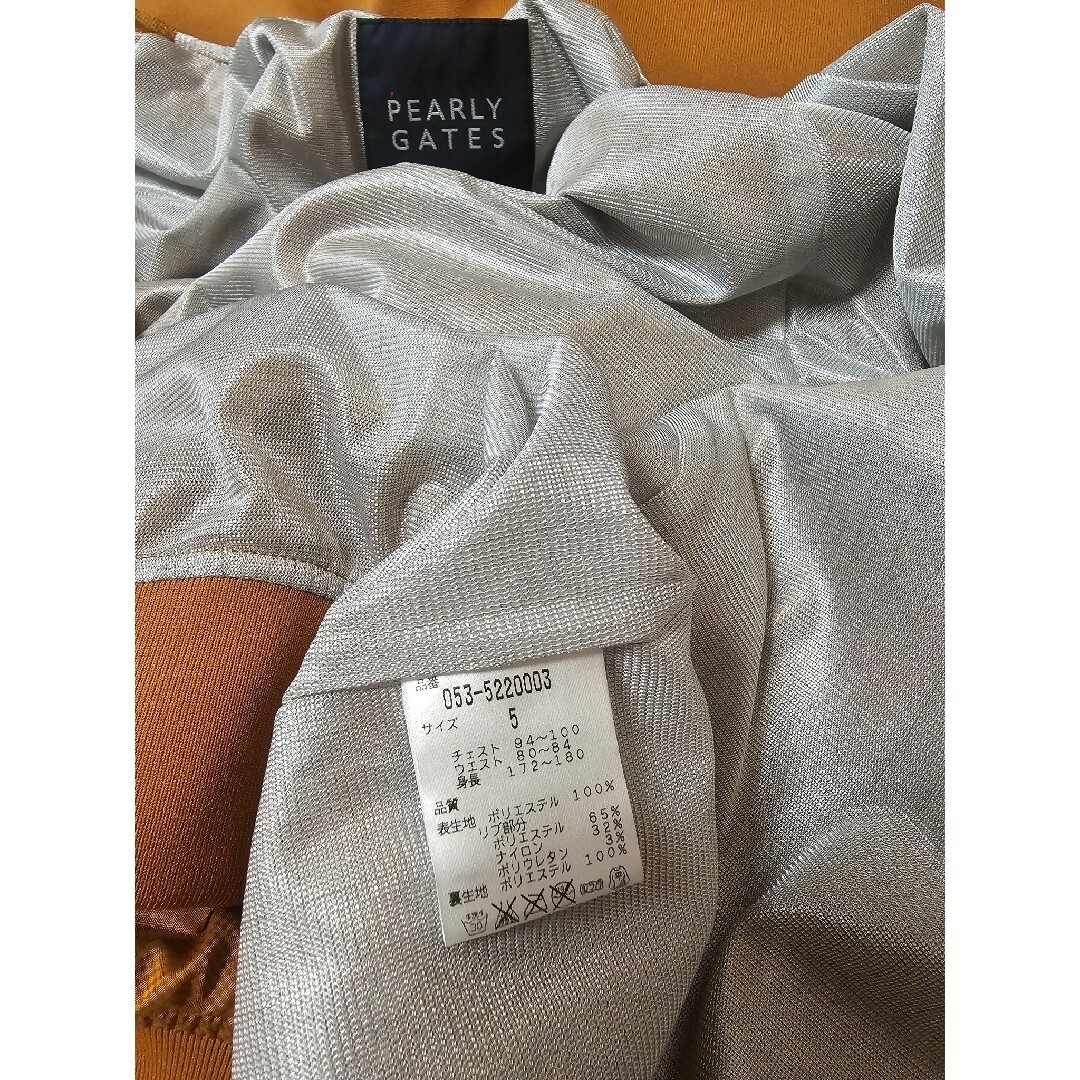 PEARLY
GATES
品番
053-5220003
サイズ 5
チェスト 94~100
ウエスト 80~84
身長 172~180
品質
表生地 ポリエステル 100%
リブ部分
ポリエステル 65%
ナイロン 32%
ポリウレタン 3%
裏生地 ポリエステル 100%